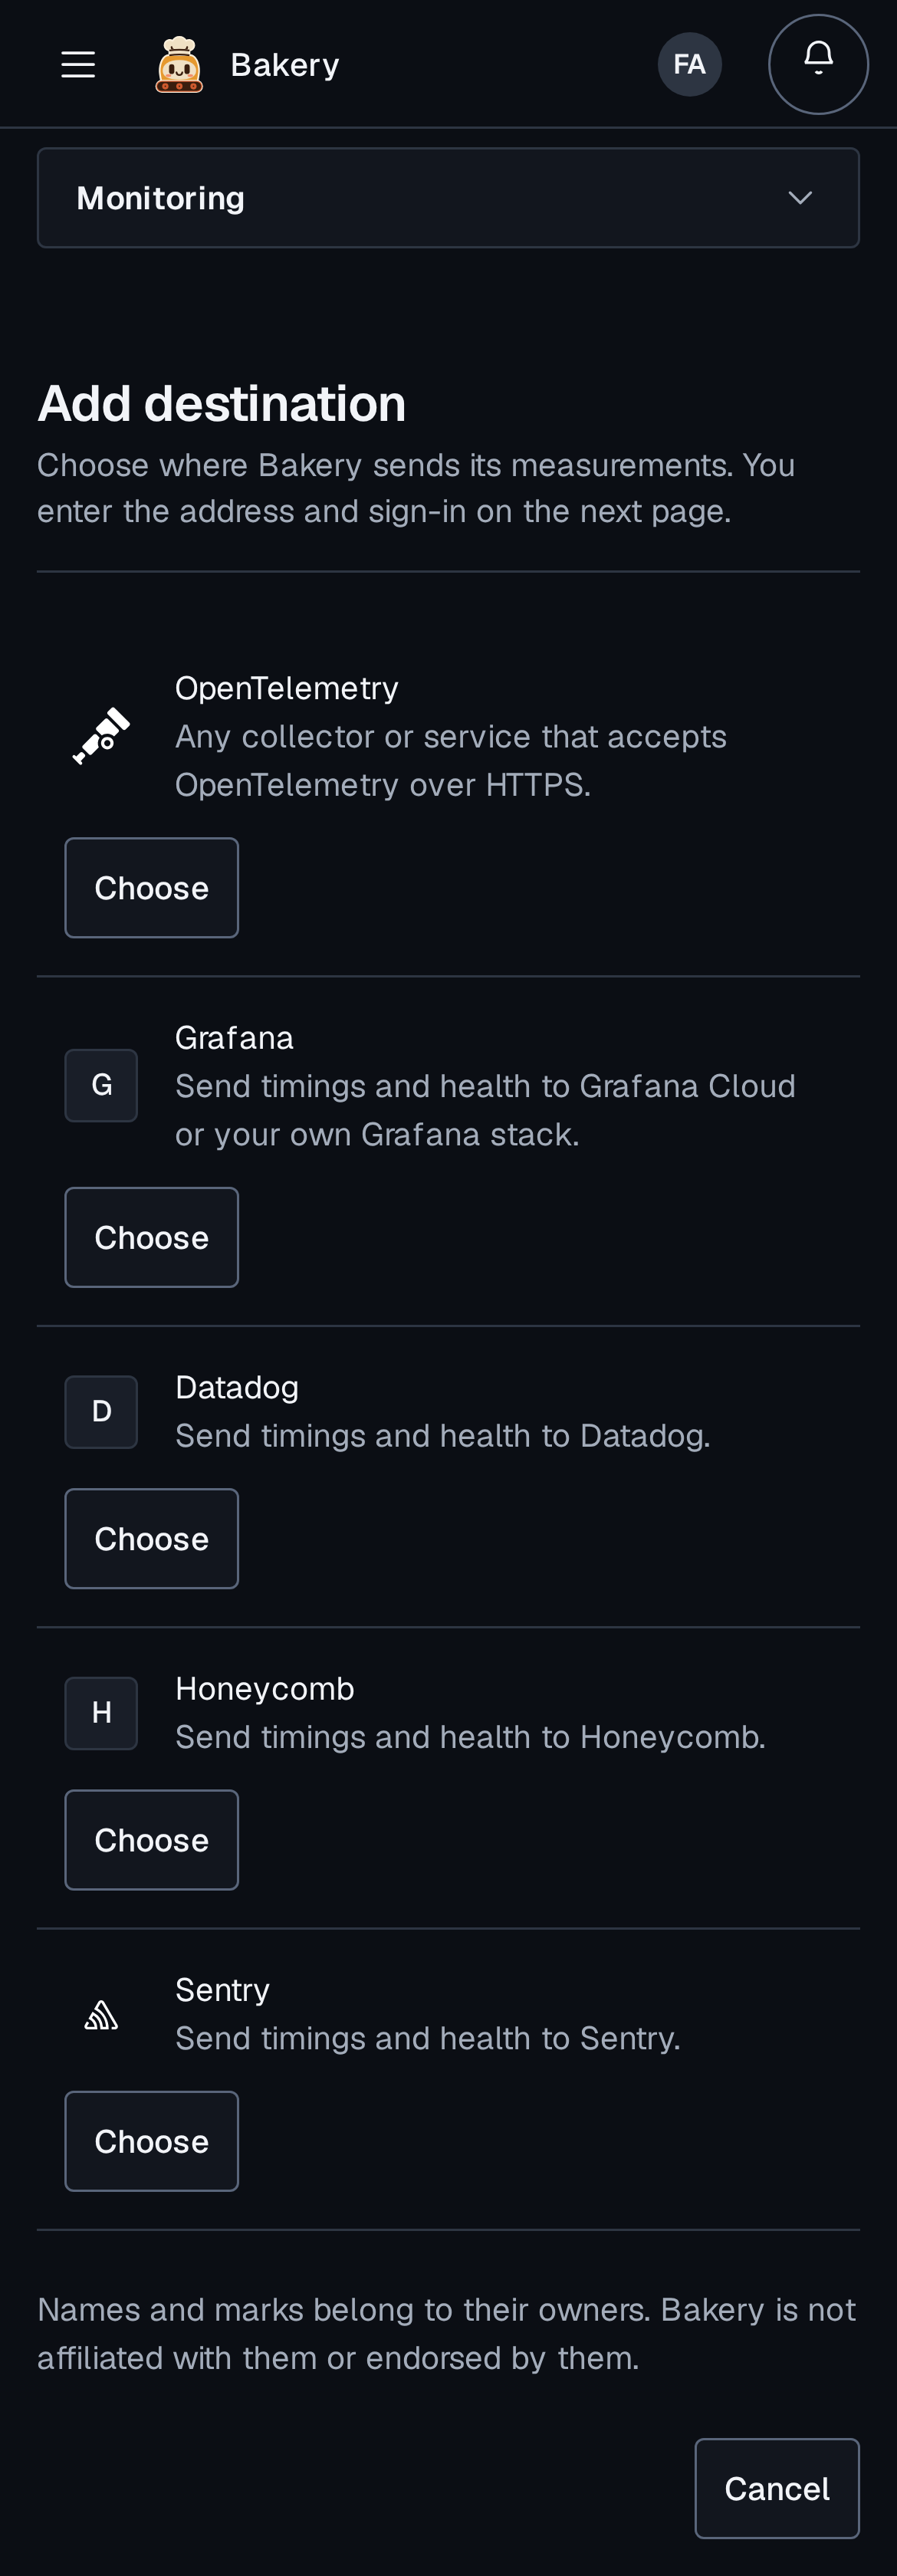 Bakery
FA
Monitoring
Add destination
Choose where Bakery sends its measurements. You
enter the address and sign-in on the next page.
OpenTelemetry
Any collector or service that accepts
OpenTelemetry over HTTPS.
Choose
G
Grafana
Send timings and health to Grafana Cloud
or your own Grafana stack.
Choose
D
Datadog
Send timings and health to Datadog.
Choose
H
Honeycomb
Send timings and health to Honeycomb.
Choose
Sentry
Send timings and health to Sentry.
Choose
Names and marks belong to their owners. Bakery is not
affiliated with them or endorsed by them.
Cancel